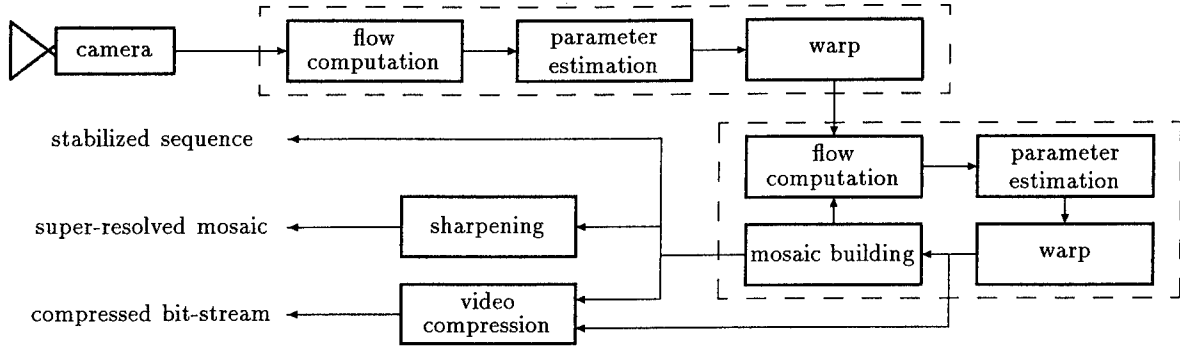 camera
flow
computation
parameter
estimation
warp
flow
computation
parameter
estimation
stabilized sequence
super-resolved mosaic
sharpening
mosaic building
warp
compressed bit-stream
video
compression